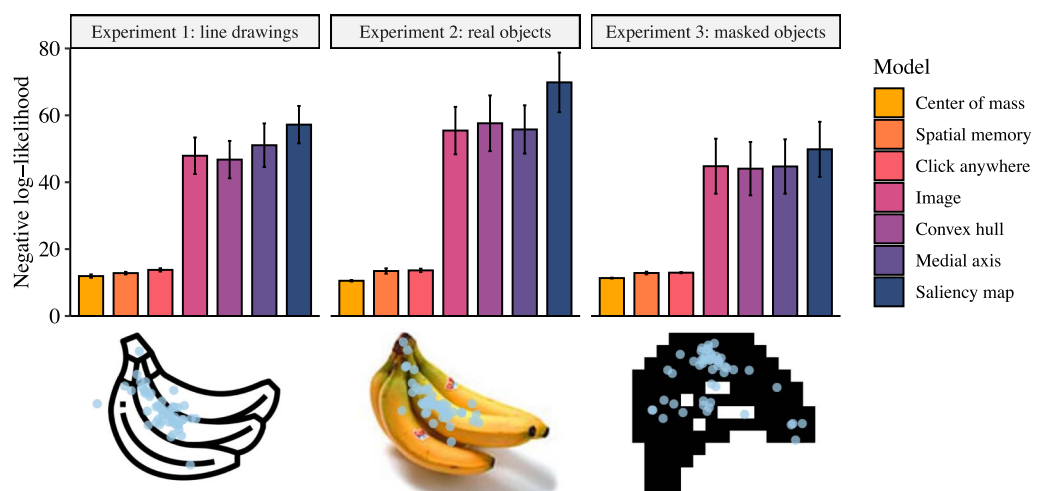 Experiment 1: line drawings
Experiment 2: real objects
Experiment 3: masked objects
Negative log−likelihood
80
60
40
20
0
Model
Center of mass
Spatial memory
Click anywhere
Image
Convex hull
Medial axis
Saliency map